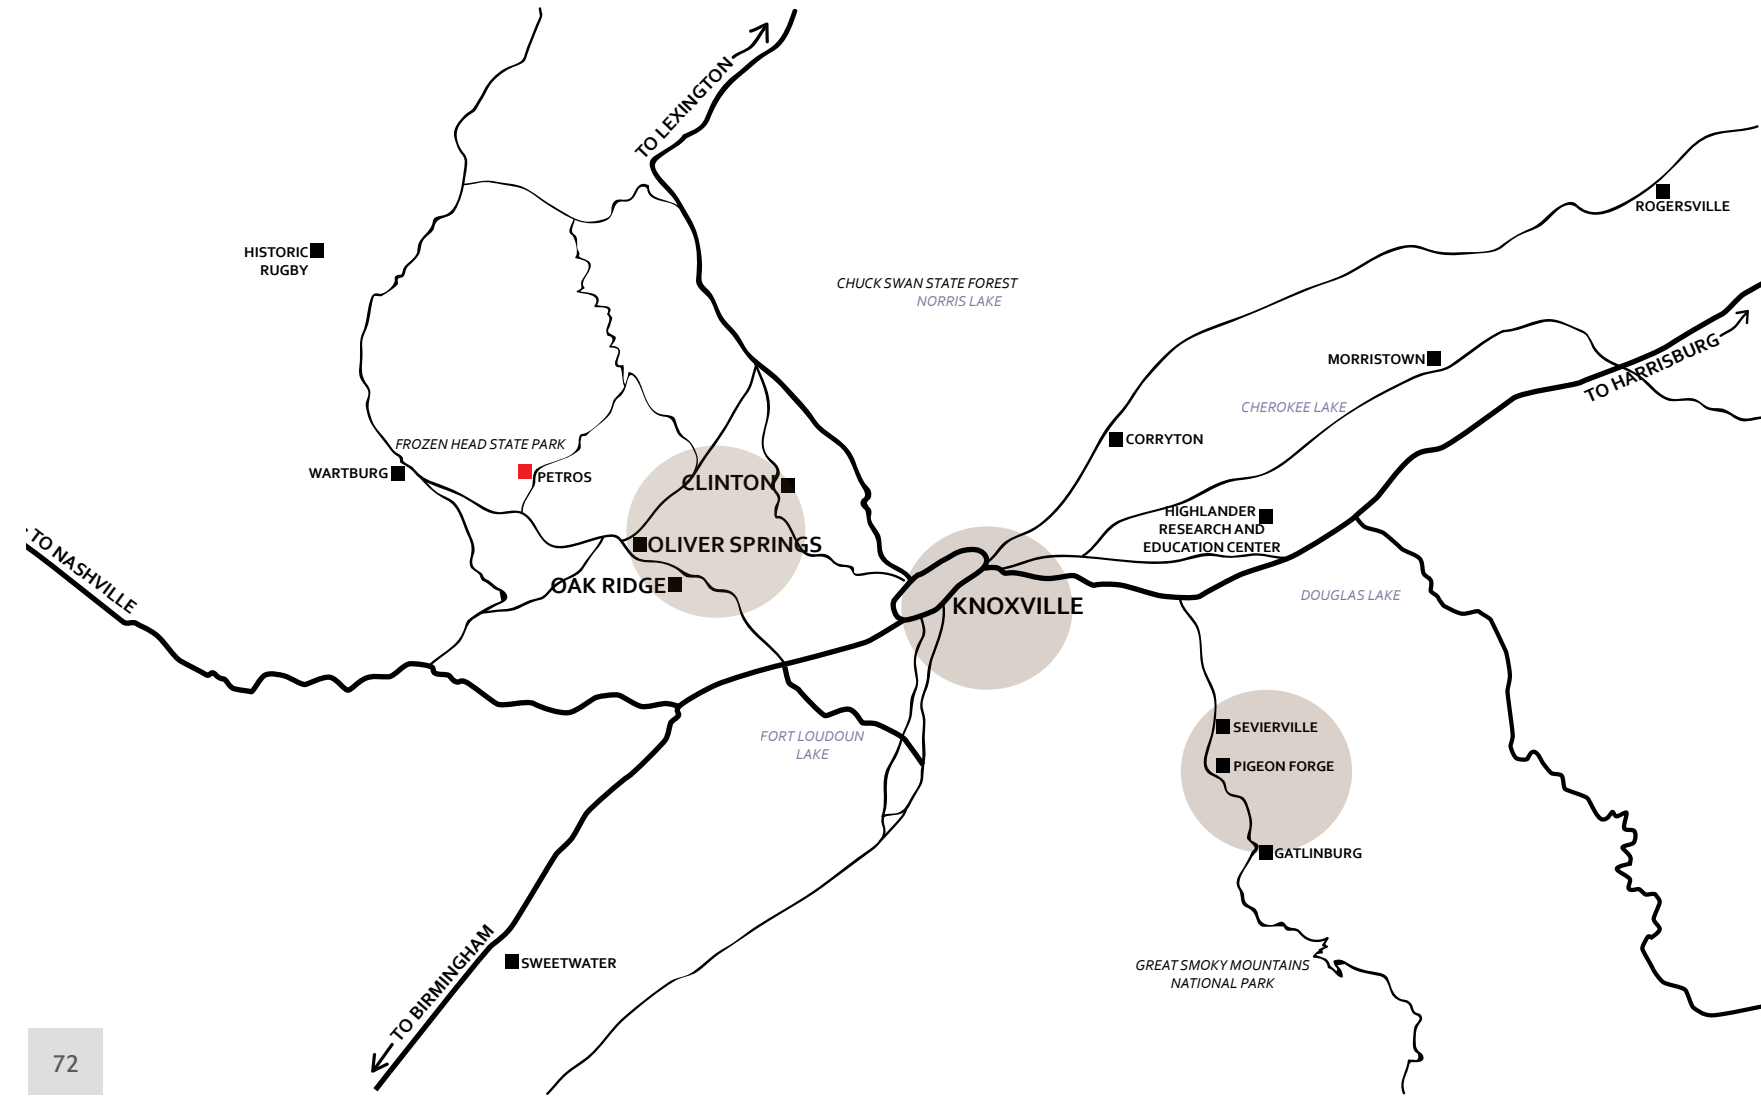 TO LEXINGTON
ROGERSVILLE
HISTORIC
RUGBY
CHUCK SWAN STATE FOREST
NORRIS LAKE
MORRISTOWN
TO HARRISBURG
CHEROKEE LAKE
CORRYTON
FROZEN HEAD STATE PARK
WARTBURG
PETROS
CLINTON
HIGHLANDER
RESEARCH AND
EDUCATION CENTER
OLIVER SPRINGS
TO NASHVILLE
OAK RIDGE
KNOXVILLE
DOUGLAS LAKE
SEVIERVILLE
FORT LOUDOUN
LAKE
PIGEON FORGE
GATLINBURG
TO BIRMINGHAM
SWEETWATER
GREAT SMOKY MOUNTAINS
NATIONAL PARK
72